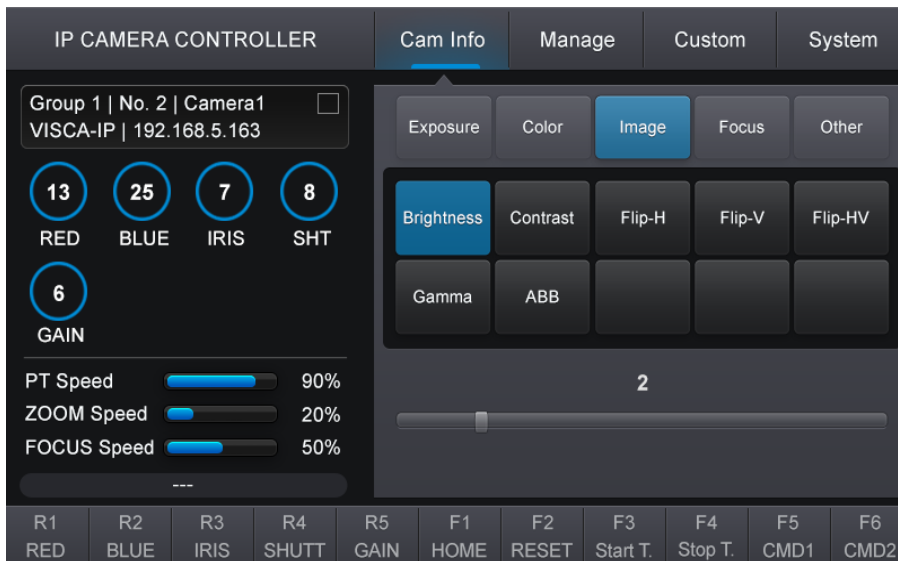 IP CAMERA CONTROLLER
Cam Info
Manage
Custom
System
Group 1 | No. 2 | Camera1
VISCA-IP | 192.168.5.163
13
25
7
8
RED
BLUE
IRIS
SHT
6
GAIN
PT Speed
90%
ZOOM Speed
20%
FOCUS Speed
50%
---
Exposure
Color
Image
Focus
Other
Brightness
Contrast
Flip-H
Flip-V
Flip-HV
Gamma
ABB
2
R1
R2
R3
R4
R5
F1
F2
F3
F4
F5
F6
RED
BLUE
IRIS
SHUTT
GAIN
HOME
RESET
Start T.
Stop T.
CMD1
CMD2